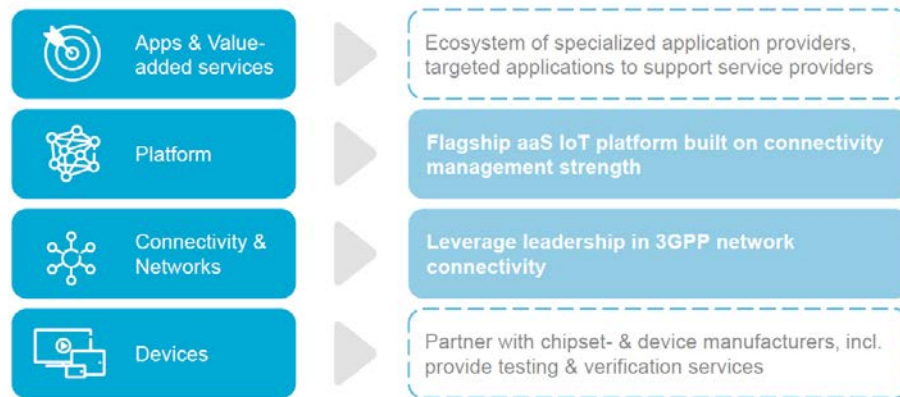 Apps & Value-
added services
Ecosystem of specialized application providers,
targeted applications to support service providers
Platform
Flagship aaS IoT platform built on connectivity
management strength
Connectivity &
Networks
Leverage leadership in 3GPP network
connectivity
Devices
Partner with chipset- & device manufacturers, incl.
provide testing & verification services